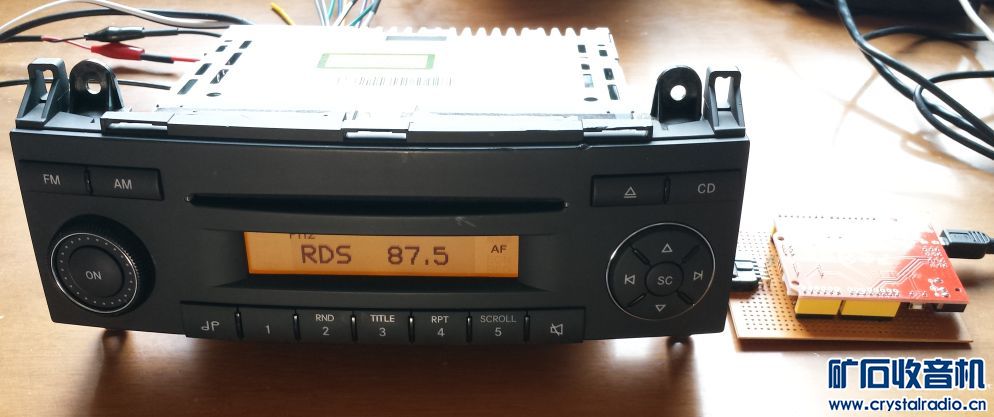 FM
AM
CD
RDS 87.5 AF
ON
SC
1
RND
2
TITLE
3
RPT
4
SCROLL
5
矿石收音机
www.crystalradio.cn